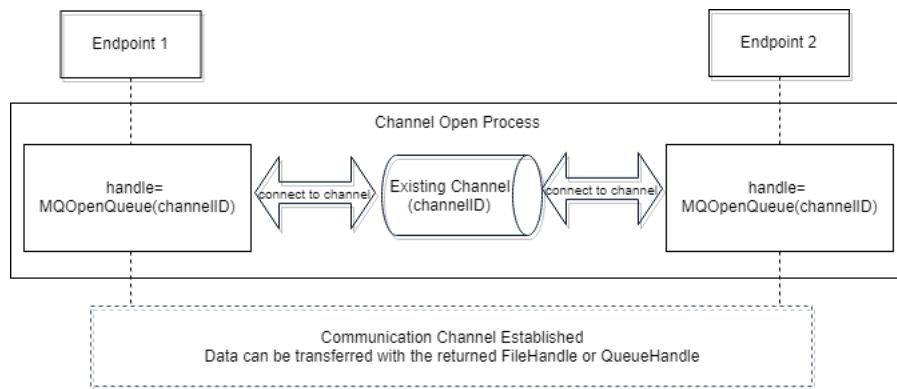 Endpoint 1
Endpoint 2
Channel Open Process
handle=
MQOpenQueue(channelID)
connect to channel
Existing Channel
(channelID)
connect to channel
handle=
MQOpenQueue(channelID)
Communication Channel Established
Data can be transferred with the returned FileHandle or QueueHandle